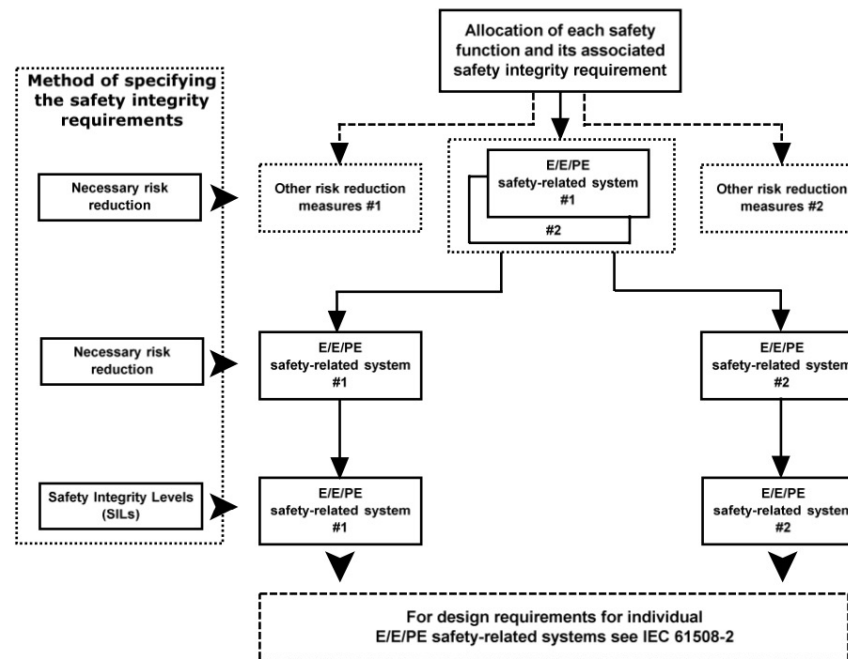 Allocation of each safety
function and its associated
safety integrity requirement
Method of specifying
the safety integrity
requirements
Necessary risk
reduction
Other risk reduction
measures #1
E/E/PE
safety-related system
#1
#2
Other risk reduction
measures #2
Necessary risk
reduction
E/E/PE
safety-related system
#1
E/E/PE
safety-related system
#2
Safety Integrity Levels
(SILs)
E/E/PE
safety-related system
#1
E/E/PE
safety-related system
#2
For design requirements for individual
E/E/PE safety-related systems see IEC 61508-2